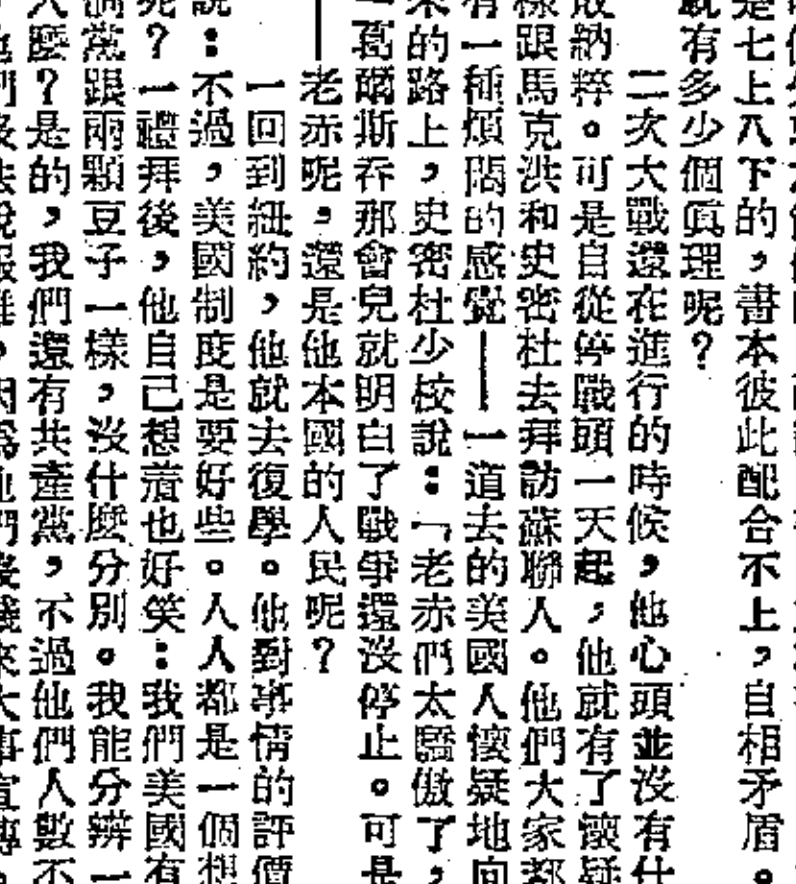 是七上八下的，書本彼此配合不上，自相矛盾。
就有多少個眞理呢？
二次大戰還在進行的時候，他心頭並沒有什
納粹。可是自從停戰頭一天起，他就有了懷疑
樣跟馬克洪和史密杜去拜訪蘇聯人。他們大家都
有一種煩悶的感覺——一道去的美國人懷疑地向
來的路上，史密杜少校說：「老赤們太驕傲了，
一葛爾斯吞那會兒就明白了戰爭還沒停止。可是
——老赤呢，還是他本國的人民呢？
一回到紐約，他就去復學。他對事情的評價
說：不過，美國制度是要好些。人人都是一個想
死？一禮拜後，他自己想着也好笑：我們美國有
個黨跟兩顆豆子一樣，沒什麼分別。我能分辨一
人麼？是的，我們還有共產黨，不過他們人數不